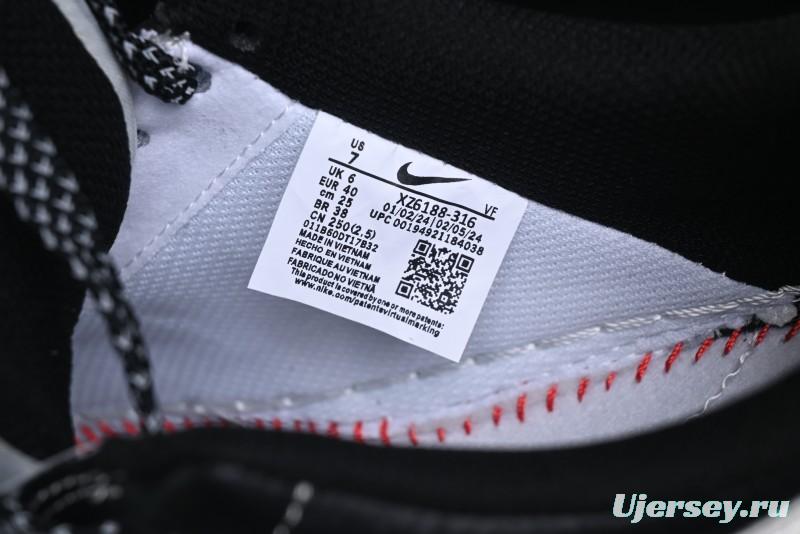 US
7
UK 6
EUR 40
cm 25
BR 38
CN 250(2.5)
VF
XZ6188-316
01/02/24/02/05/24
UPC 00194921184038
011B60DT17B32
MADE IN VIETNAM
HECHO EN VIETNAM
FABRIQUE AU VIETNAM
FABRICADO NO VIETNÃ
This product is covered by one or more patents:
www.nike.com/patentsvirtualmarking
Ujersey.ru